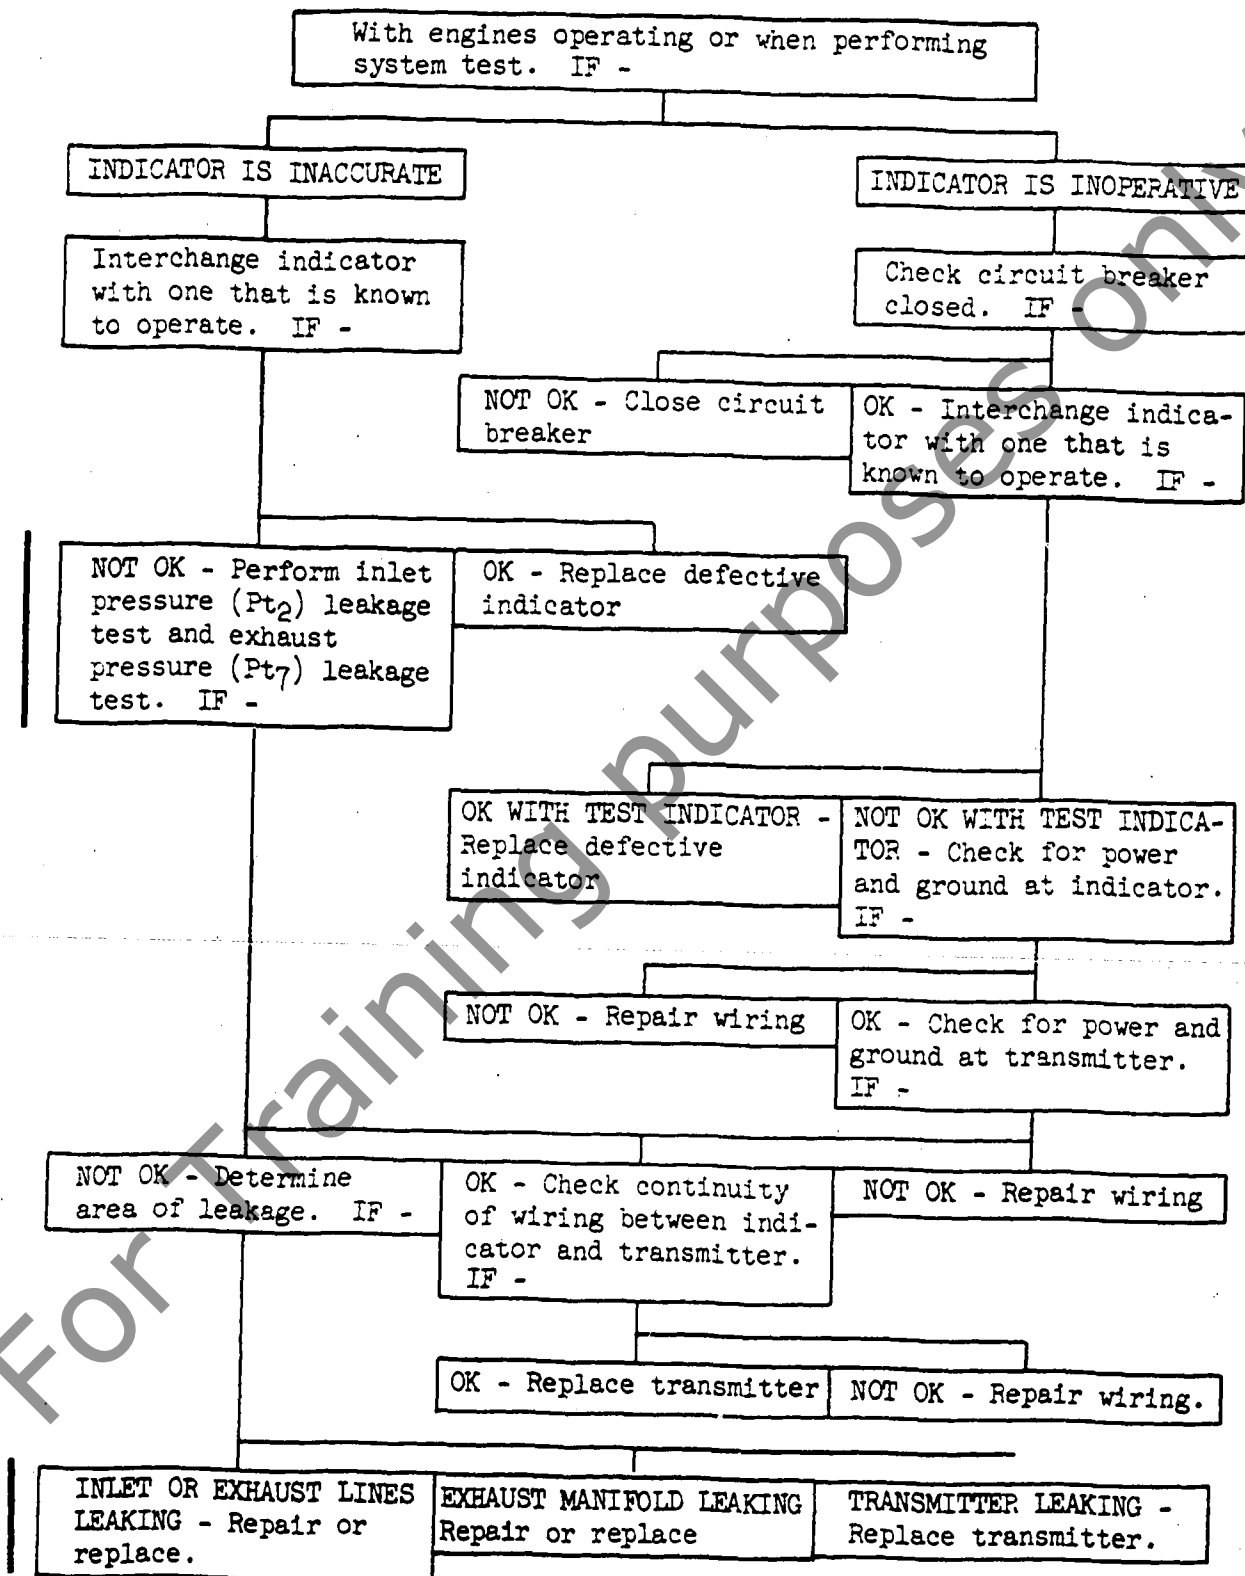 With engines operating or when performing
system test. IF -
INDICATOR IS INACCURATE
INDICATOR IS INOPERATIVE
Interchange indicator
with one that is known
to operate. IF -
Check circuit breaker
closed. IF -
NOT OK - Close circuit
breaker
OK - Interchange indica-
tor with one that is
known to operate. IF -
NOT OK - Perform inlet
pressure (Pt2) leakage
test and exhaust
pressure (Pt7) leakage
test. IF -
OK - Replace defective
indicator
OK WITH TEST INDICATOR -
Replace defective
indicator
NOT OK WITH TEST INDICA-
TOR - Check for power
and ground at indicator.
IF -
NOT OK - Repair wiring
OK - Check for power and
ground at transmitter.
IF -
NOT OK - Determine
area of leakage. IF -
OK - Check continuity
of wiring between indi-
cator and transmitter.
IF -
NOT OK - Repair wiring
OK - Replace transmitter
NOT OK - Repair wiring.
INLET OR EXHAUST LINES
LEAKING - Repair or
replace.
EXHAUST MANIFOLD LEAKING
Repair or replace
TRANSMITTER LEAKING -
Replace transmitter.
For Training purposes only